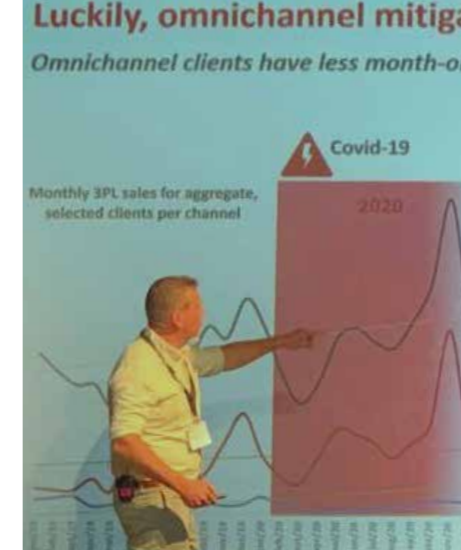 Luckily, omnichannel mitiga
Omnichannel clients have less month-o
Covid-19
Monthly 3PL sales for aggregate,
selected clients per channel
2020